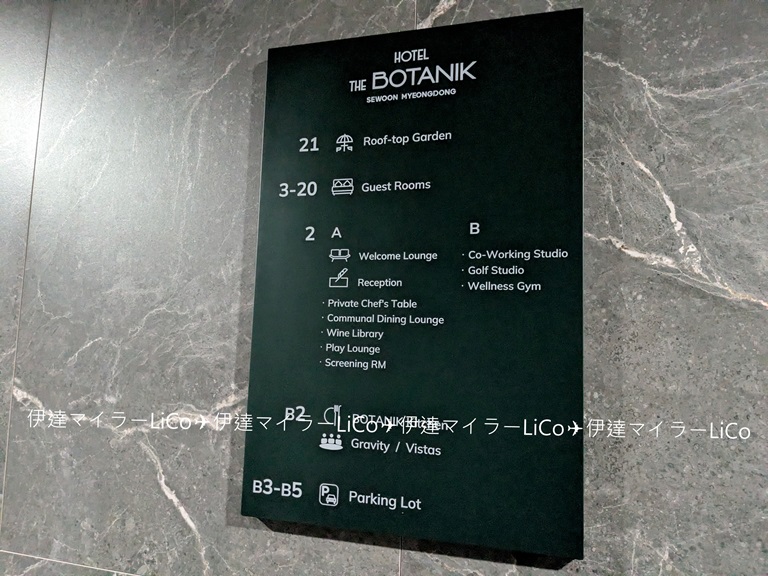 HOTEL
THE BOTANIK
SEWOON MYEONGDONG
21 Roof-top Garden
3-20 Guest Rooms
2 A
Welcome Lounge
Reception
· Private Chef's Table
· Communal Dining Lounge
· Wine Library
· Play Lounge
· Screening RM
B
· Co-Working Studio
· Golf Studio
· Wellness Gym
B2 BOTANIK Kitchen
Gravity / Vistas
B3-B5 P Parking Lot
伊達マイラーLiCo✈伊達マイラーLiCo✈伊達マイラーLiCo✈伊達マイラーLiCo